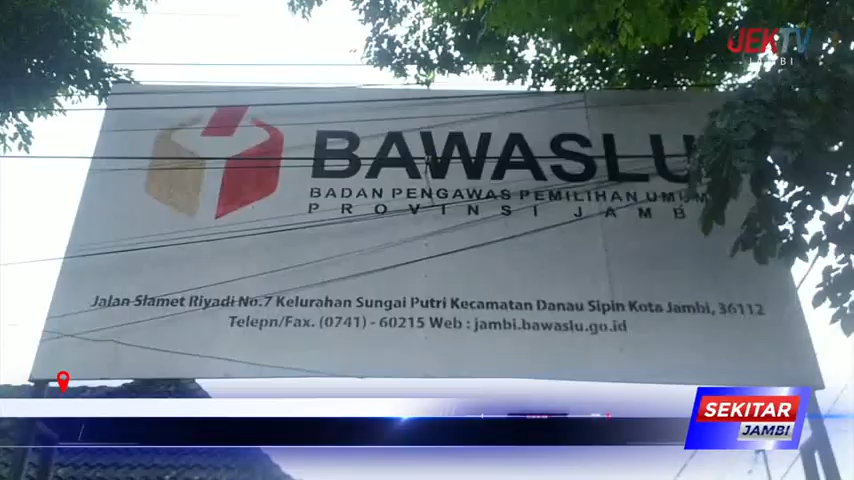 JEKTV
JAMBI
BAWASLU
BADAN PENGAWAS PEMILIHAN UMUM
PROVINSI JAMB
Jalan Slamet Riyadi No.7 Kelurahan Sungai Putri Kecamatan Danau Sipin Kota Jambi, 36112
Telepn/Fax. (0741) - 60215 Web : jambi.bawaslu.go.id
SEKITAR
JAMBI